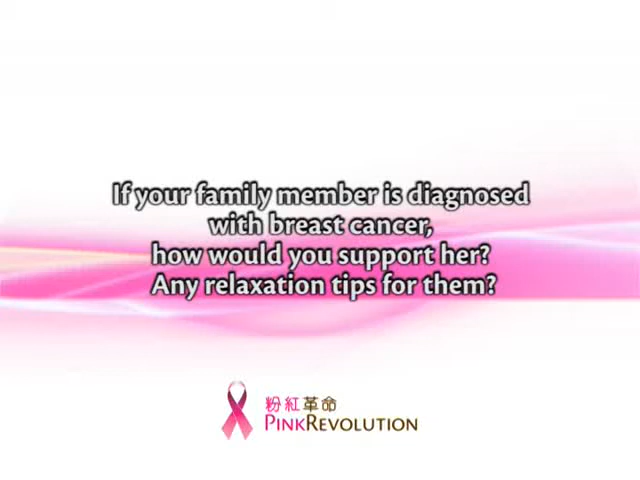 If your family member is diagnosed
with breast cancer,
how would you support her?
Any relaxation tips for them?
粉紅革命
PINKREVOLUTION